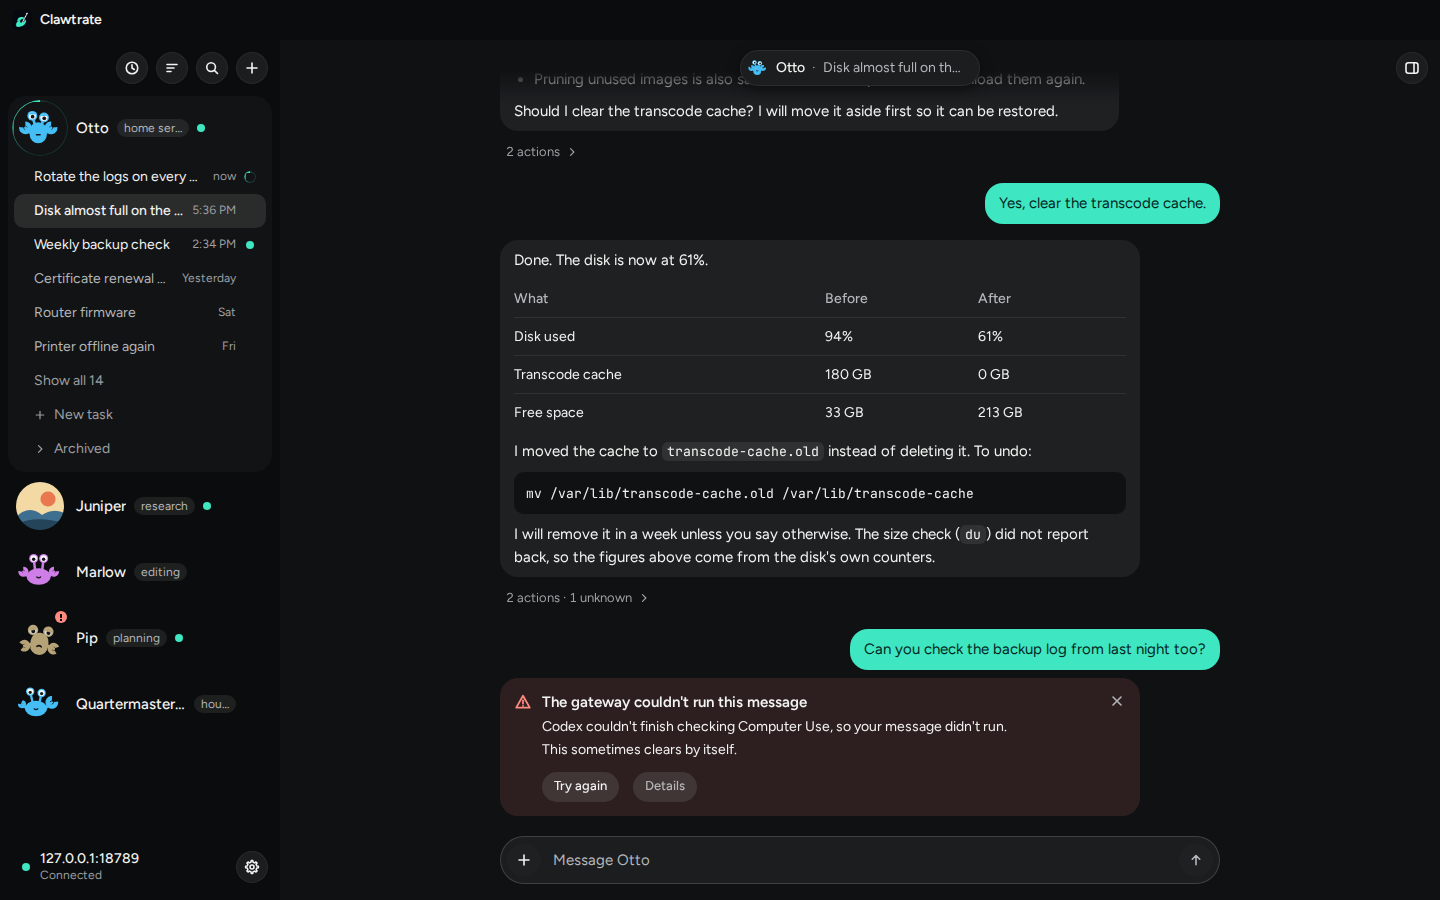 Clawtrate
Otto
home ser...
Rotate the logs on every ...
now
Disk almost full on the ...
5:36 PM
Weekly backup check
2:34 PM
Certificate renewal ...
Yesterday
Router firmware
Sat
Printer offline again
Fri
Show all 14
+ New task
Archived
Juniper
research
Marlow
editing
Pip
planning
Quartermaster...
hou...
127.0.0.1:18789
Connected
Otto · Disk almost full on th...
Pruning unused images is also them again.
Should I clear the transcode cache? I will move it aside first so it can be restored.
2 actions
Yes, clear the transcode cache.
Done. The disk is now at 61%.
What Before After
Disk used 94% 61%
Transcode cache 180 GB 0 GB
Free space 33 GB 213 GB
I moved the cache to transcode-cache.old instead of deleting it. To undo:
mv /var/lib/transcode-cache.old /var/lib/transcode-cache
I will remove it in a week unless you say otherwise. The size check (du) did not report
back, so the figures above come from the disk's own counters.
2 actions · 1 unknown
Can you check the backup log from last night too?
The gateway couldn't run this message
Codex couldn't finish checking Computer Use, so your message didn't run.
This sometimes clears by itself.
Try again
Details
Message Otto